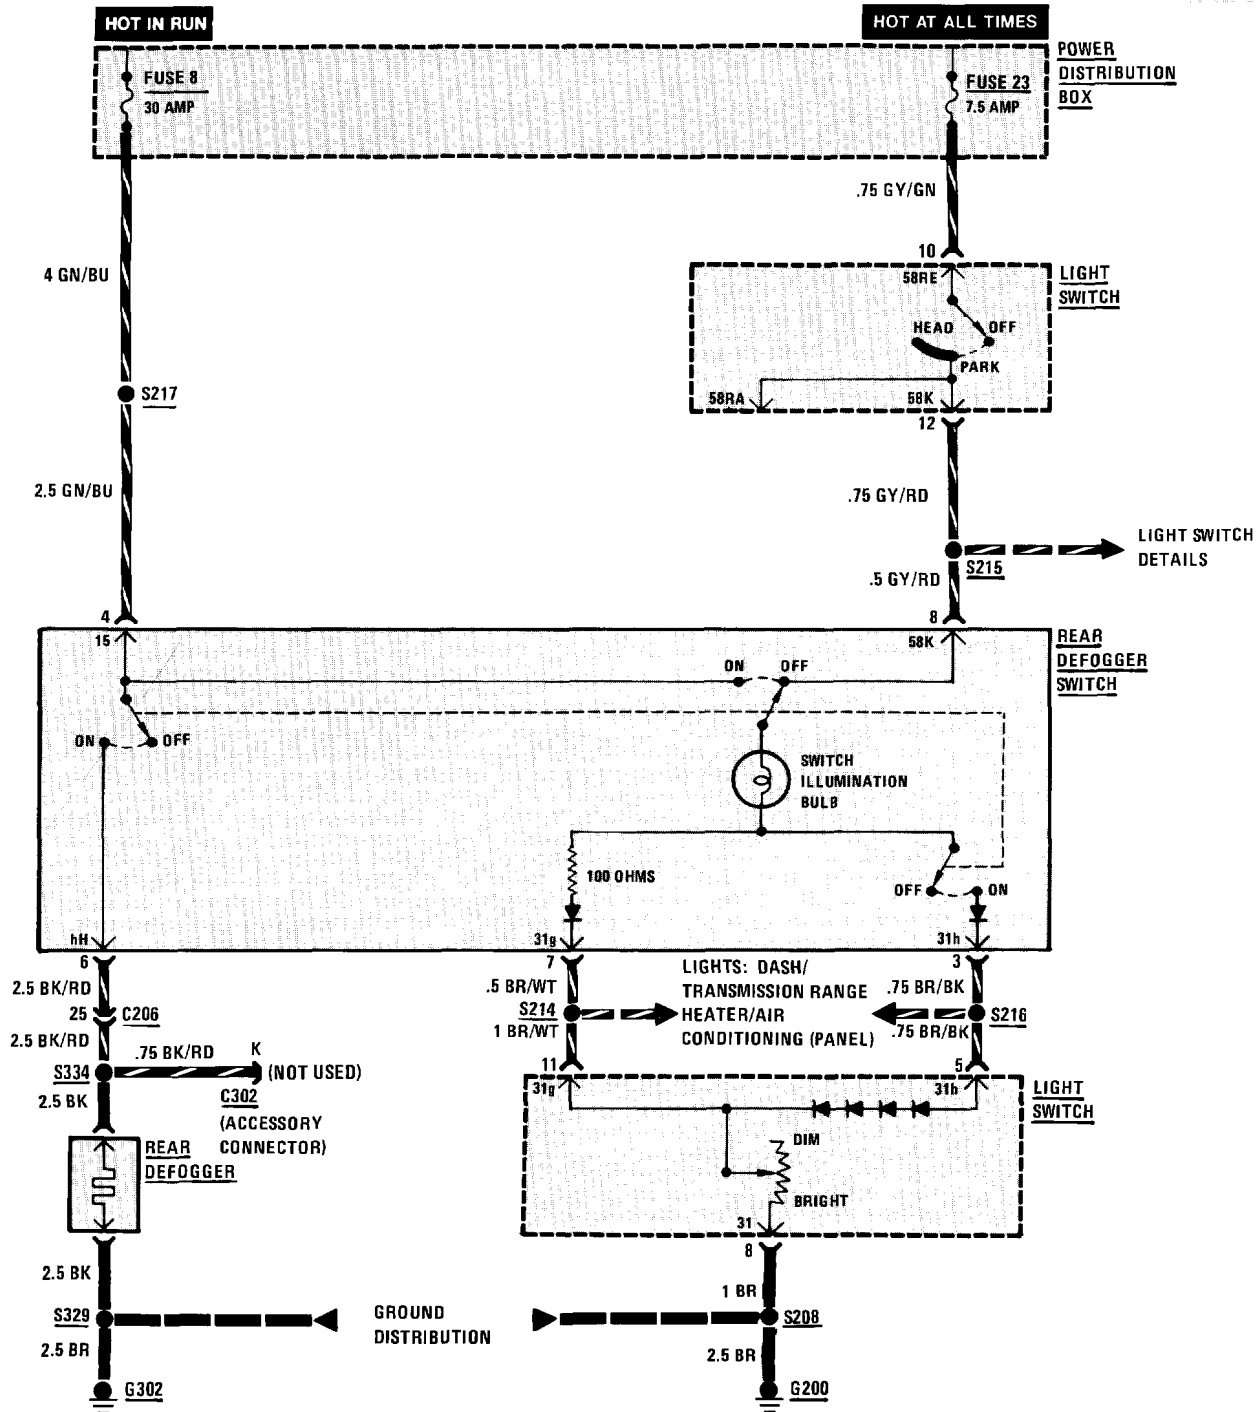 HOT IN RUN
HOT AT ALL TIMES
POWER
DISTRIBUTION
BOX
FUSE 8
30 AMP
FUSE 23
7.5 AMP
.75 GY/GN
4 GN/BU
10
58RE
LIGHT
SWITCH
HEAD
OFF
PARK
S217
58RA
58K
12
2.5 GN/BU
.75 GY/RD
LIGHT SWITCH
DETAILS
S215
.5 GY/RD
4
8
15
58K
REAR
DEFOGGER
SWITCH
ON
OFF
ON
OFF
SWITCH
ILLUMINATION
BULB
100 OHMS
OFF
ON
hH
31g
31h
6
7
3
2.5 BK/RD
.5 BR/WT
LIGHTS: DASH/
TRANSMISSION RANGE
HEATER/AIR
CONDITIONING (PANEL)
.75 BR/BK
25
C206
S214
S216
2.5 BK/RD
1 BR/WT
.75 BR/BK
.75 BK/RD
K
11
5
S334
(NOT USED)
2.5 BK
C302
(ACCESSORY
CONNECTOR)
31g
31h
LIGHT
SWITCH
REAR
DEFOGGER
DIM
BRIGHT
31
8
2.5 BK
1 BR
S329
GROUND
DISTRIBUTION
S208
2.5 BR
2.5 BR
G302
G200